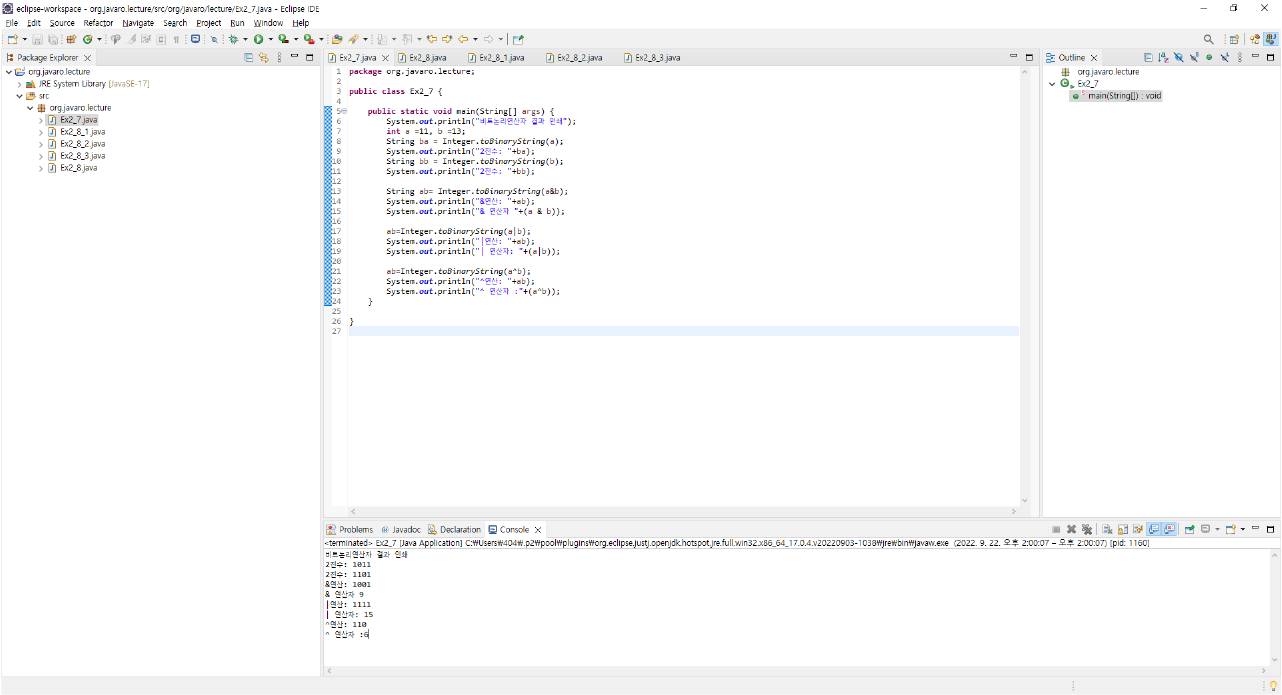 eclipse-workspace - org.javaro.lecture/src/org/javaro/lecture/Ex2_7.java - Eclipse IDE
File Edit Source Refactor Navigate Search Project Run Window Help
Package Explorer
org.javaro.lecture
JRE System Library [JavaSE-17]
src
org.javaro.lecture
Ex2_7.java
Ex2_8_1.java
Ex2_8_2.java
Ex2_8_3.java
Ex2_8.java
Ex2_7.java Ex2_8.java Ex2_8_1.java Ex2_8_2.java Ex2_8_3.java
1 package org.javaro.lecture;
2
3 public class Ex2_7 {
4
5 public static void main(String[] args) {
6 System.out.println("비트논리연산자 결과 인쇄");
7 int a =11, b =13;
8 String ba = Integer.toBinaryString(a);
9 System.out.println("2진수: "+ba);
10 String bb = Integer.toBinaryString(b);
11 System.out.println("2진수: "+bb);
12
13 String ab= Integer.toBinaryString(a&b);
14 System.out.println("&연산: "+ab);
15 System.out.println("& 연산자 "+(a & b));
16
17 ab=Integer.toBinaryString(a|b);
18 System.out.println("|연산: "+ab);
19 System.out.println("| 연산자: "+(a|b));
20
21 ab=Integer.toBinaryString(a^b);
22 System.out.println("^연산: "+ab);
23 System.out.println("^ 연산자 :"+(a^b));
24 }
25
26 }
27
Outline
org.javaro.lecture
Ex2_7
main(String[]) : void
Problems Javadoc Declaration Console
<terminated> Ex2_7 [Java Application] C:₩Users₩404₩.p2₩pool₩plugins₩org.eclipse.justj.openjdk.hotspot.jre.full.win32.x86_64_17.0.4.v20220903-1038₩jre₩bin₩javaw.exe (2022. 9. 22. 오후 2:00:07 – 오후 2:00:07) [pid: 1160]
비트논리연산자 결과 인쇄
2진수: 1011
2진수: 1101
&연산: 1001
& 연산자 9
|연산: 1111
| 연산자: 15
^연산: 110
^ 연산자 :6